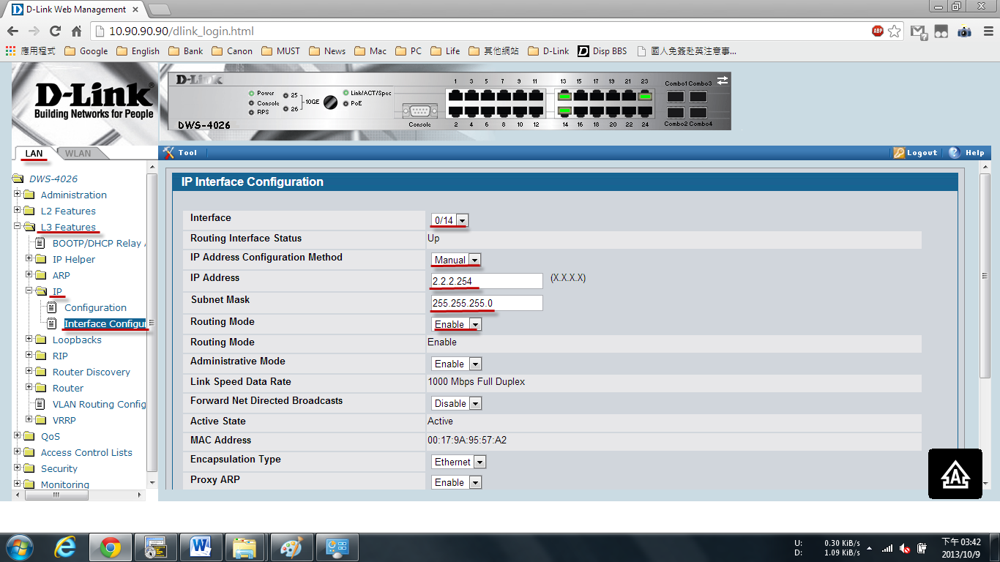 D-Link Web Management
10.90.90.90/dlink_login.html
ABP
應用程式 Google English Bank Canon MUST News Mac PC Life 其他網站 D-Link Disp BBS 國人免簽赴英注意事...
D-Link
Building Networks for People
D-Link
Power
Console
RPS
25
26
10GE
Link/ACT/Spec
PoE
Console
1 3 5 7 9 11 13 15 17 19 21 23
2 4 6 8 10 12 14 16 18 20 22 24
Combo1 Combo3
Combo2 Combo4
DWS-4026
LAN WLAN
Tool Logout Help
DWS-4026
Administration
L2 Features
L3 Features
BOOTP/DHCP Relay
IP Helper
ARP
IP
Configuration
Interface Configur
Loopbacks
RIP
Router Discovery
Router
VLAN Routing Config
VRRP
QoS
Access Control Lists
Security
Monitoring
IP Interface Configuration
Interface 0/14
Routing Interface Status Up
IP Address Configuration Method Manual
IP Address 2.2.2.254 (X.X.X.X)
Subnet Mask 255.255.255.0
Routing Mode Enable
Routing Mode Enable
Administrative Mode Enable
Link Speed Data Rate 1000 Mbps Full Duplex
Forward Net Directed Broadcasts Disable
Active State Active
MAC Address 00:17:9A:95:57:A2
Encapsulation Type Ethernet
Proxy ARP Enable
A
U: 0.30 KiB/s
D: 1.09 KiB/s
下午 03:42
2013/10/9